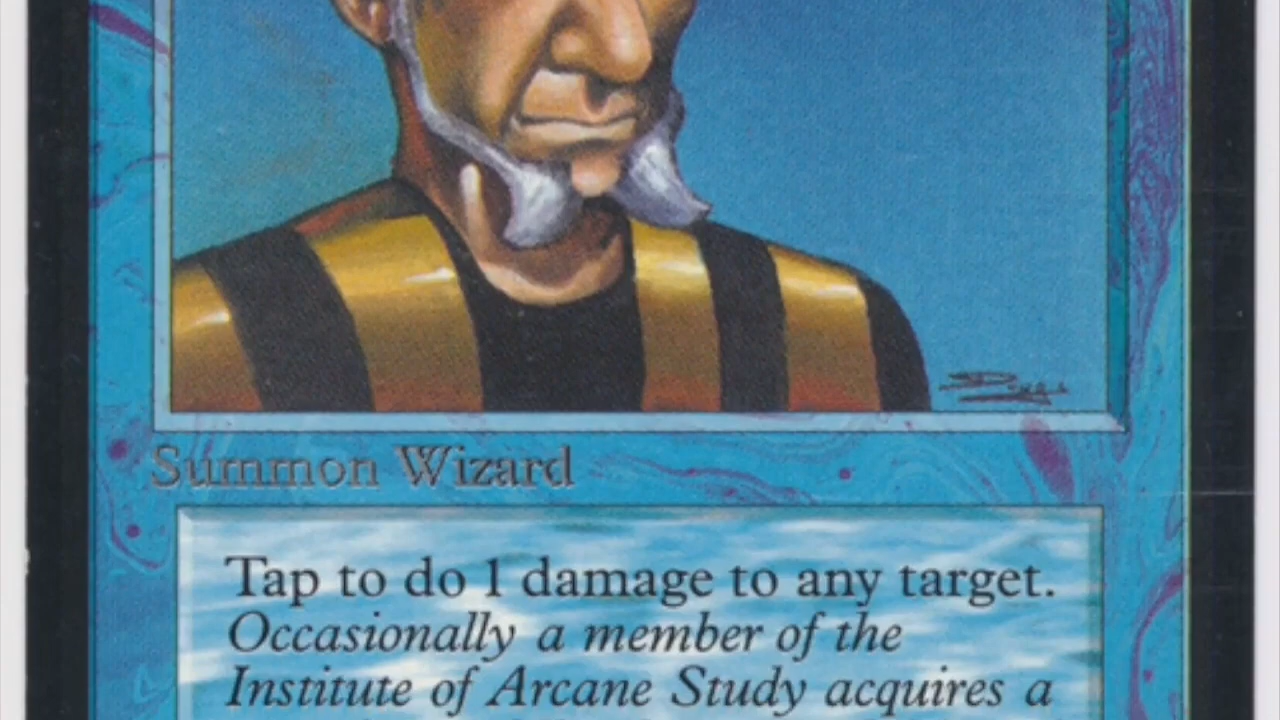 Summon Wizard
Tap to do 1 damage to any target.
Occasionally a member of the
Institute of Arcane Study acquires a